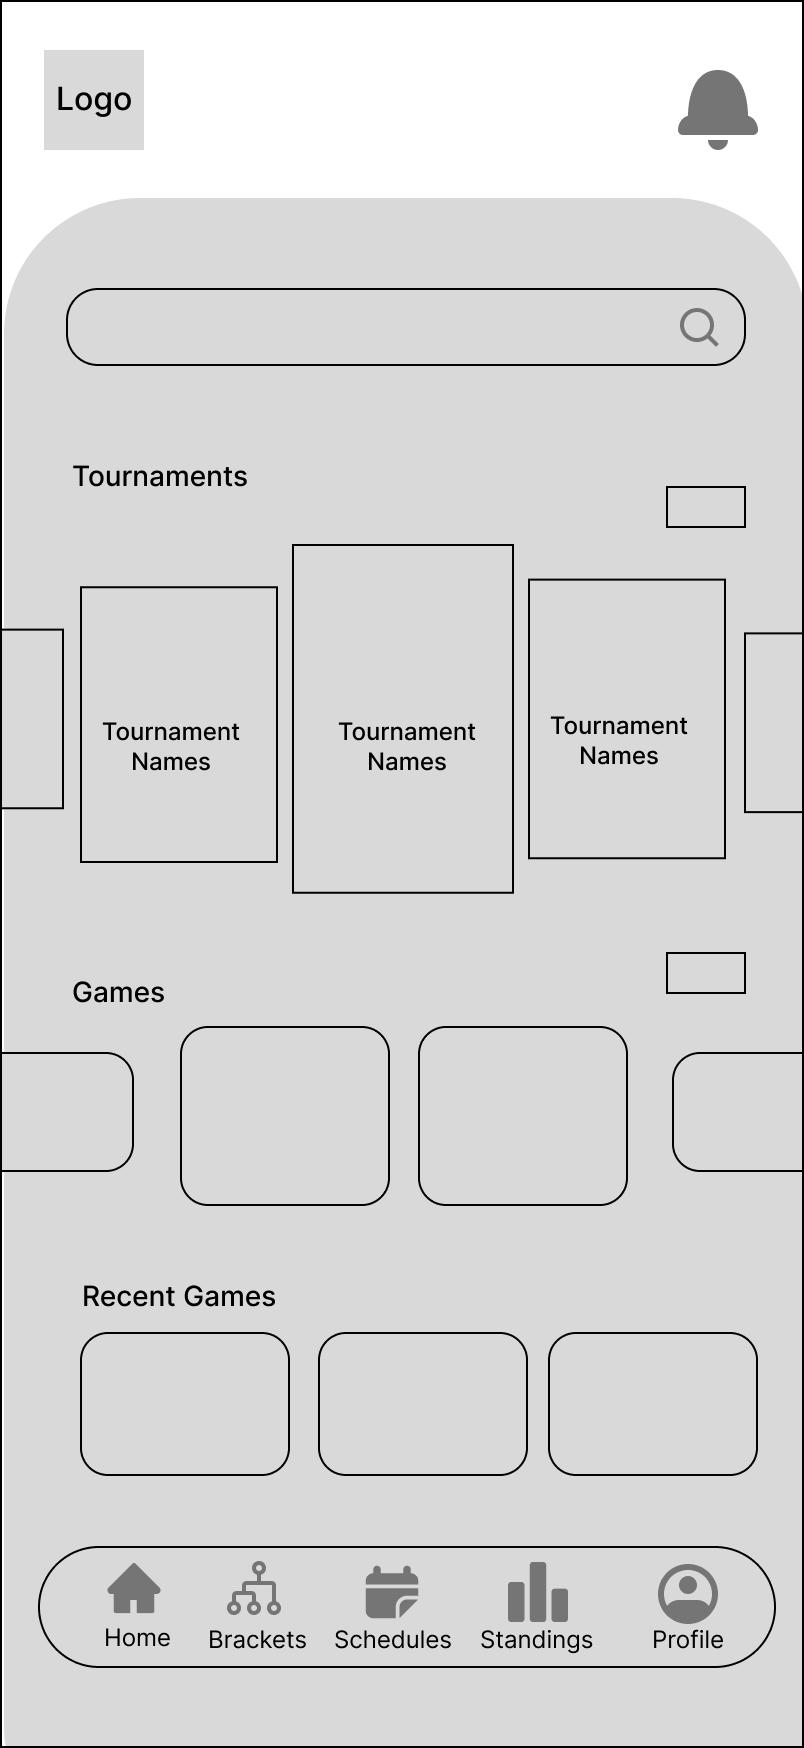 Logo
Tournaments
Tournament
Names
Tournament
Names
Tournament
Names
Games
Recent Games
Home
Brackets
Schedules
Standings
Profile